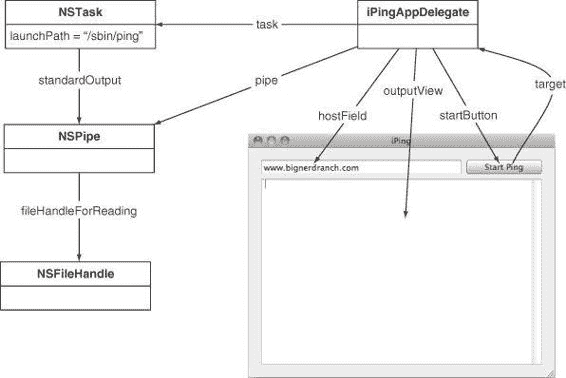 NSTask
launchPath = “/sbin/ping”
task
iPingAppDelegate
standardOutput
pipe
hostField
outputView
startButton
target
NSPipe
iPing
www.bignerdranch.com
Start Ping
fileHandleForReading
NSFileHandle